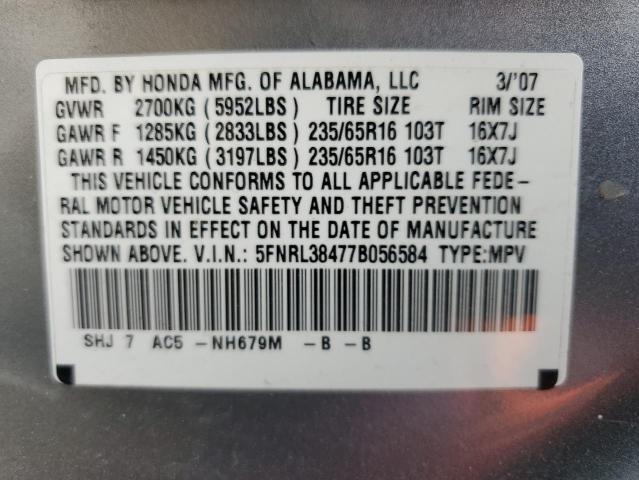 MFD. BY HONDA MFG. OF ALABAMA, LLC 3/'07
GVWR 2700KG (5952LBS) TIRE SIZE RIM SIZE
GAWR F 1285KG (2833LBS) 235/65R16 103T 16X7J
GAWR R 1450KG (3197LBS) 235/65R16 103T 16X7J
THIS VEHICLE CONFORMS TO ALL APPLICABLE FEDE-
RAL MOTOR VEHICLE SAFETY AND THEFT PREVENTION
STANDARDS IN EFFECT ON THE DATE OF MANUFACTURE
SHOWN ABOVE. V.I.N.: 5FNRL38477B056584 TYPE:MPV
SHJ 7 AC5 -NH679M -B -B